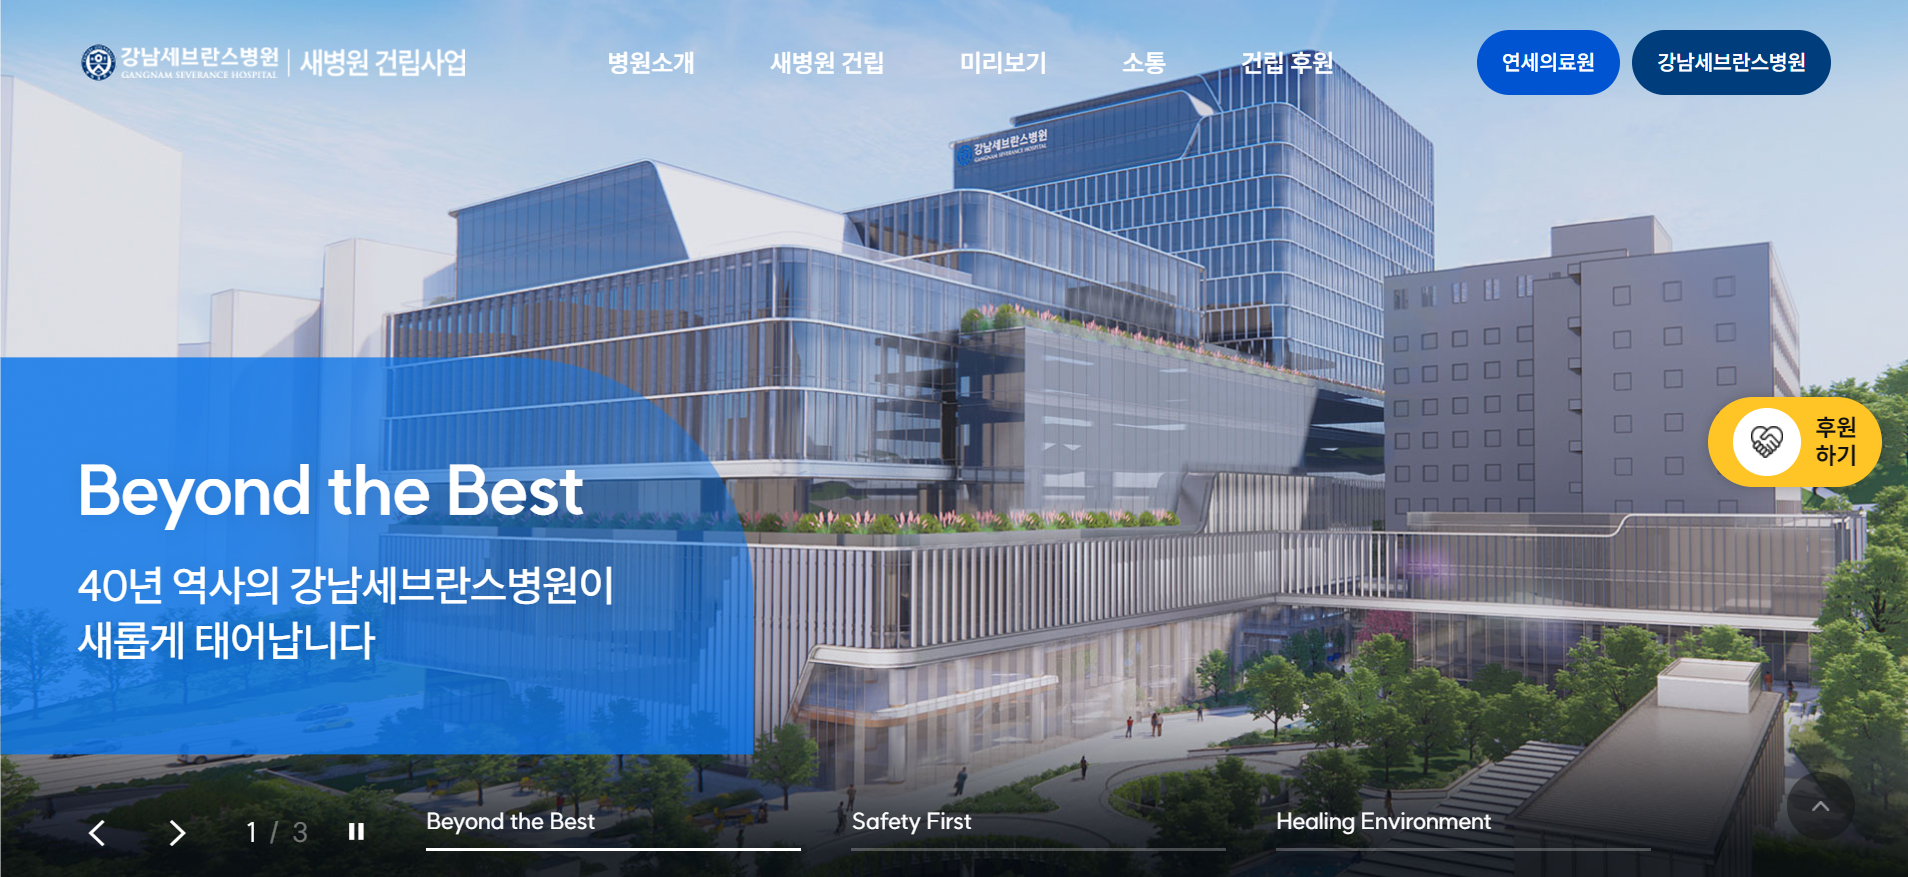 강남세브란스병원
GANGNAM SEVERANCE HOSPITAL
새병원 건립사업
병원소개
새병원 건립
미리보기
소통
건립 후원
연세의료원
강남세브란스병원
강남세브란스병원
GANGNAM SEVERANCE HOSPITAL
후원
하기
Beyond the Best
40년 역사의 강남세브란스병원이
새롭게 태어납니다
1 / 3
Beyond the Best
Safety First
Healing Environment